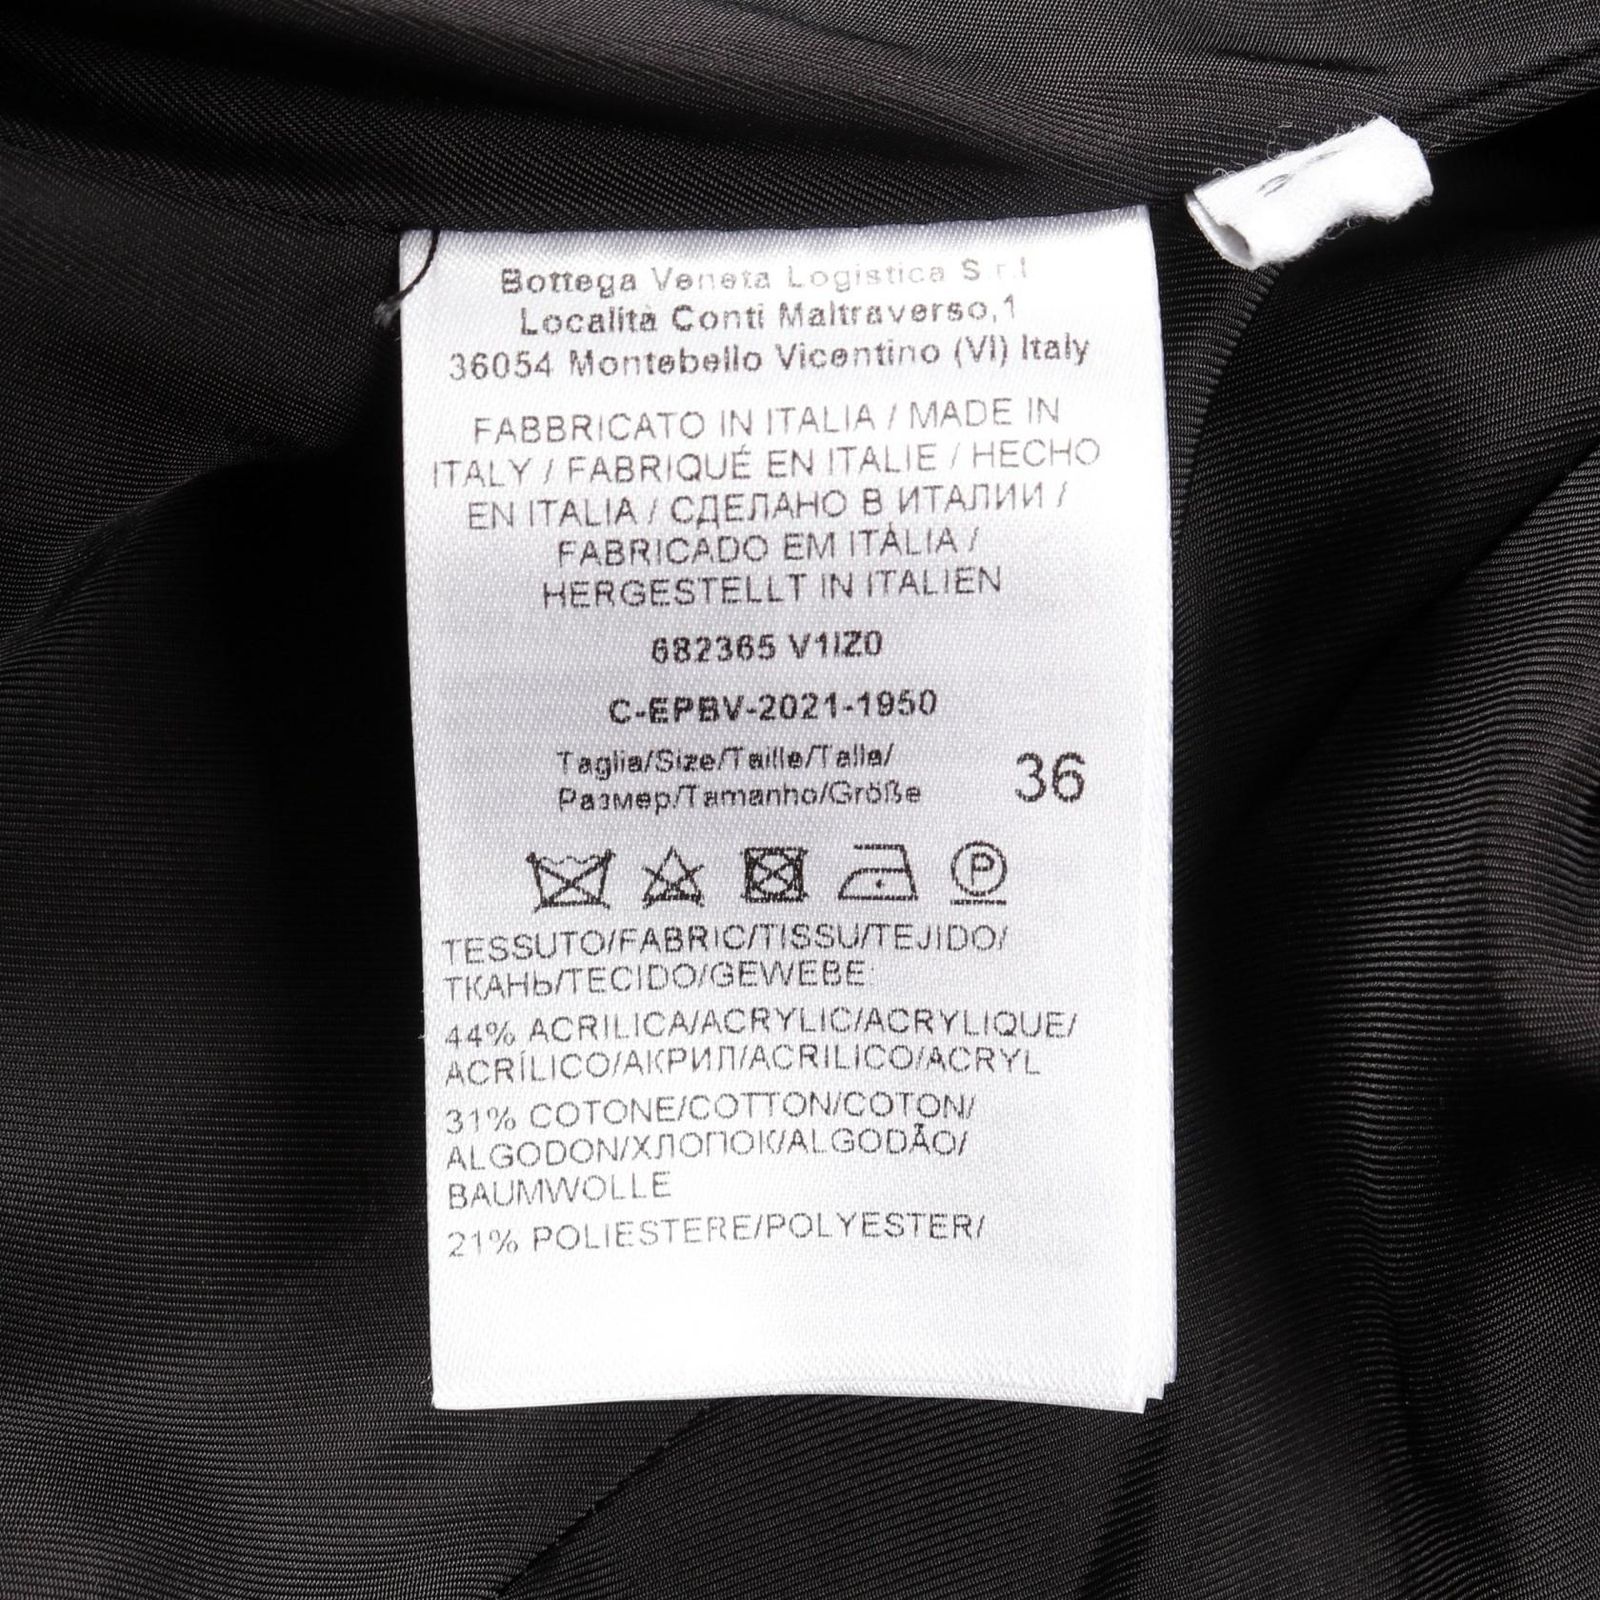 Bottega Veneta Logistica S.r.l
Località Conti Maltraverso,1
36054 Montebello Vicentino (VI) Italy
FABBRICATO IN ITALIA / MADE IN
ITALY / FABRIQUÉ EN ITALIE / HECHO
EN ITALIA / СДЕЛАНО В ИТАЛИИ /
FABRICADO EM ITÁLIA /
HERGESTELLT IN ITALIEN
682365 V1IZ0
C-EPBV-2021-1950
Taglia/Size/Taille/Talla/
Размер/Tamanho/Größe
36
P
TESSUTO/FABRIC/TISSU/TEJIDO/
ТКАНЬ/TECIDO/GEWEBE:
44% ACRILICA/ACRYLIC/ACRYLIQUE/
ACRÍLICO/АКРИЛ/ACRILICO/ACRYL
31% COTONE/COTTON/COTON/
ALGODON/ХЛОПОК/ALGODÃO/
BAUMWOLLE
21% POLIESTERE/POLYESTER/